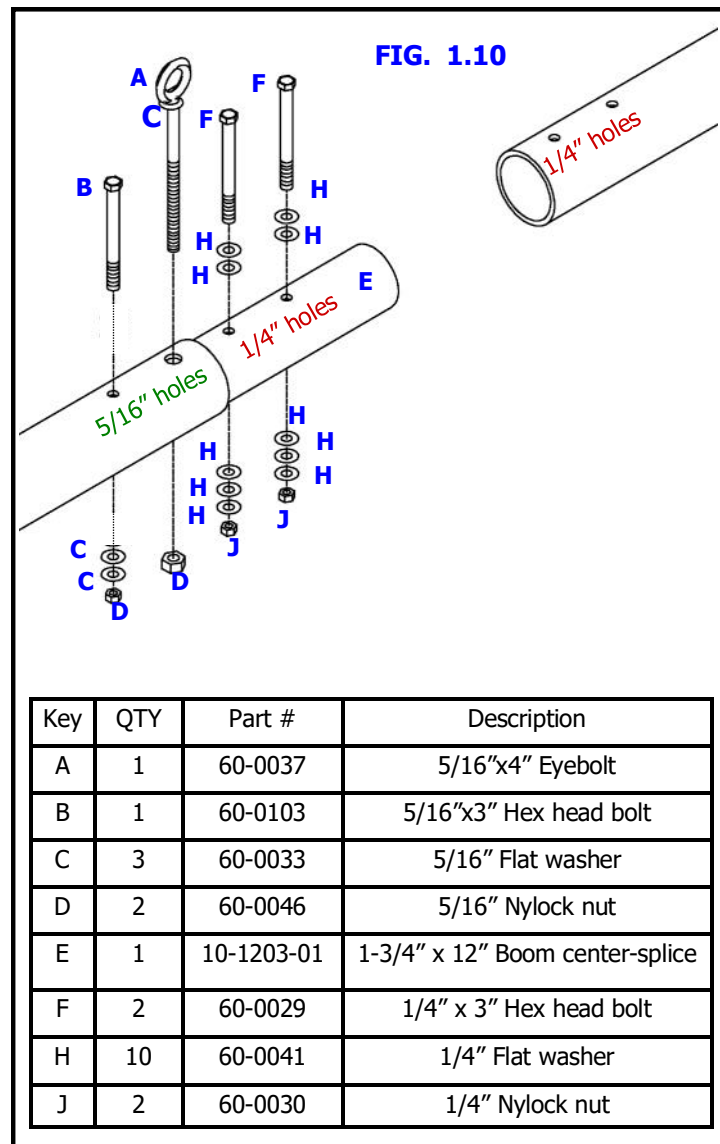 FIG. 1.10
A
C
F
F
B
H
H
H
H
E
1/4” holes
1/4” holes
5/16” holes
H
H
H
H
H
H
J
J
C
C
D
D
Key QTY Part # Description
A 1 60-0037 5/16”x4” Eyebolt
B 1 60-0103 5/16”x3” Hex head bolt
C 3 60-0033 5/16” Flat washer
D 2 60-0046 5/16” Nylock nut
E 1 10-1203-01 1-3/4” x 12” Boom center-splice
F 2 60-0029 1/4” x 3” Hex head bolt
H 10 60-0041 1/4” Flat washer
J 2 60-0030 1/4” Nylock nut